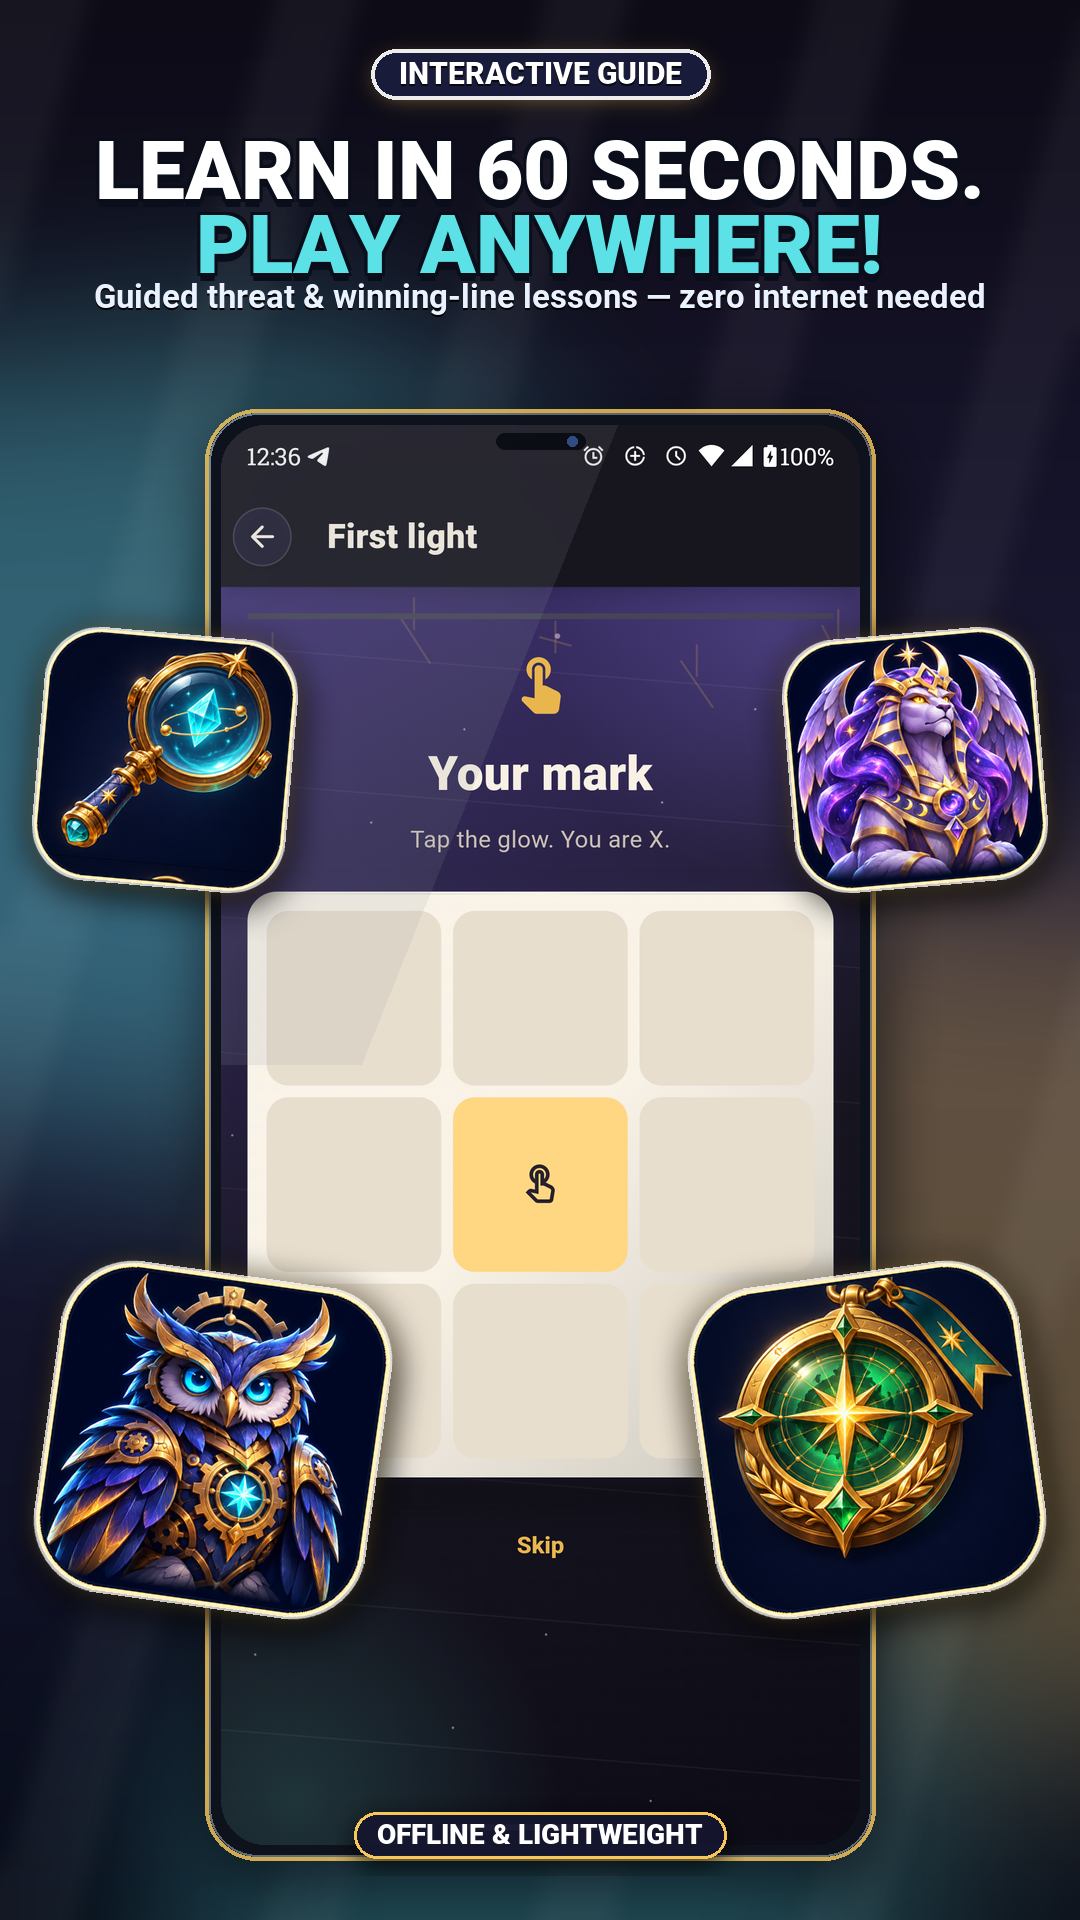 INTERACTIVE GUIDE
LEARN IN 60 SECONDS.
PLAY ANYWHERE!
Guided threat & winning-line lessons — zero internet needed
12:36 100%
First light
Your mark
Tap the glow. You are X.
Skip
OFFLINE & LIGHTWEIGHT